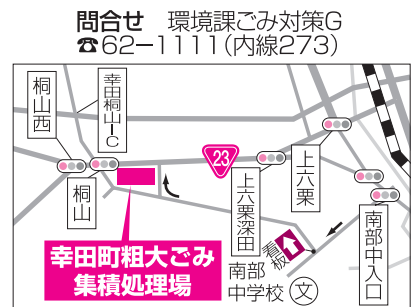 問合せ　環境課ごみ対策G
☎62−1111(内線273)
桐山西
幸田桐山IC
桐山
23
上六栗深田
上六栗
南部中入口
看板
南部
中学校 文
幸田町粗大ごみ
集積処理場